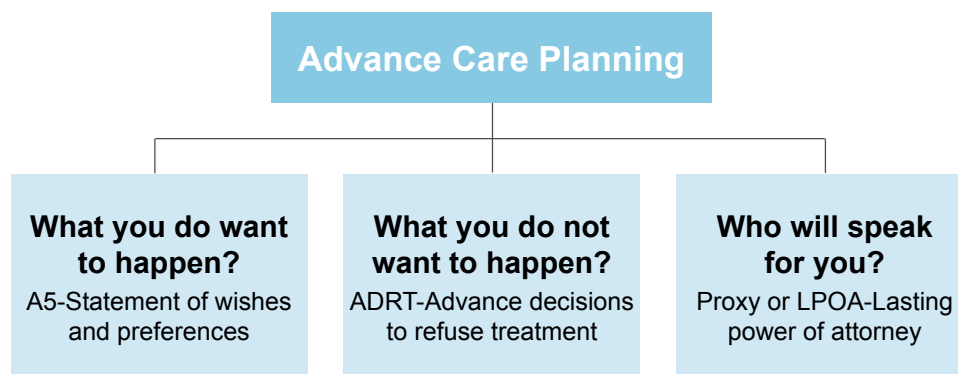 Advance Care Planning
What you do want
to happen?
A5-Statement of wishes
and preferences
What you do not
want to happen?
ADRT-Advance decisions
to refuse treatment
Who will speak
for you?
Proxy or LPOA-Lasting
power of attorney